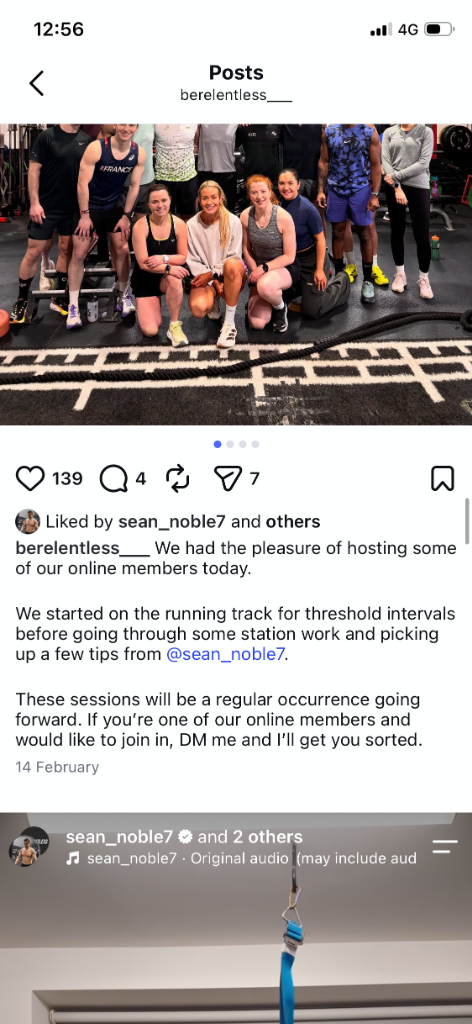 12:56
4G
Posts
berelentless___
FRANCE
139
4
7
Liked by sean_noble7 and others
berelentless___ We had the pleasure of hosting some
of our online members today.
We started on the running track for threshold intervals
before going through some station work and picking
up a few tips from @sean_noble7.
These sessions will be a regular occurrence going
forward. If you're one of our online members and
would like to join in, DM me and I'll get you sorted.
14 February
sean_noble7 and 2 others
sean_noble7 · Original audio (may include aud